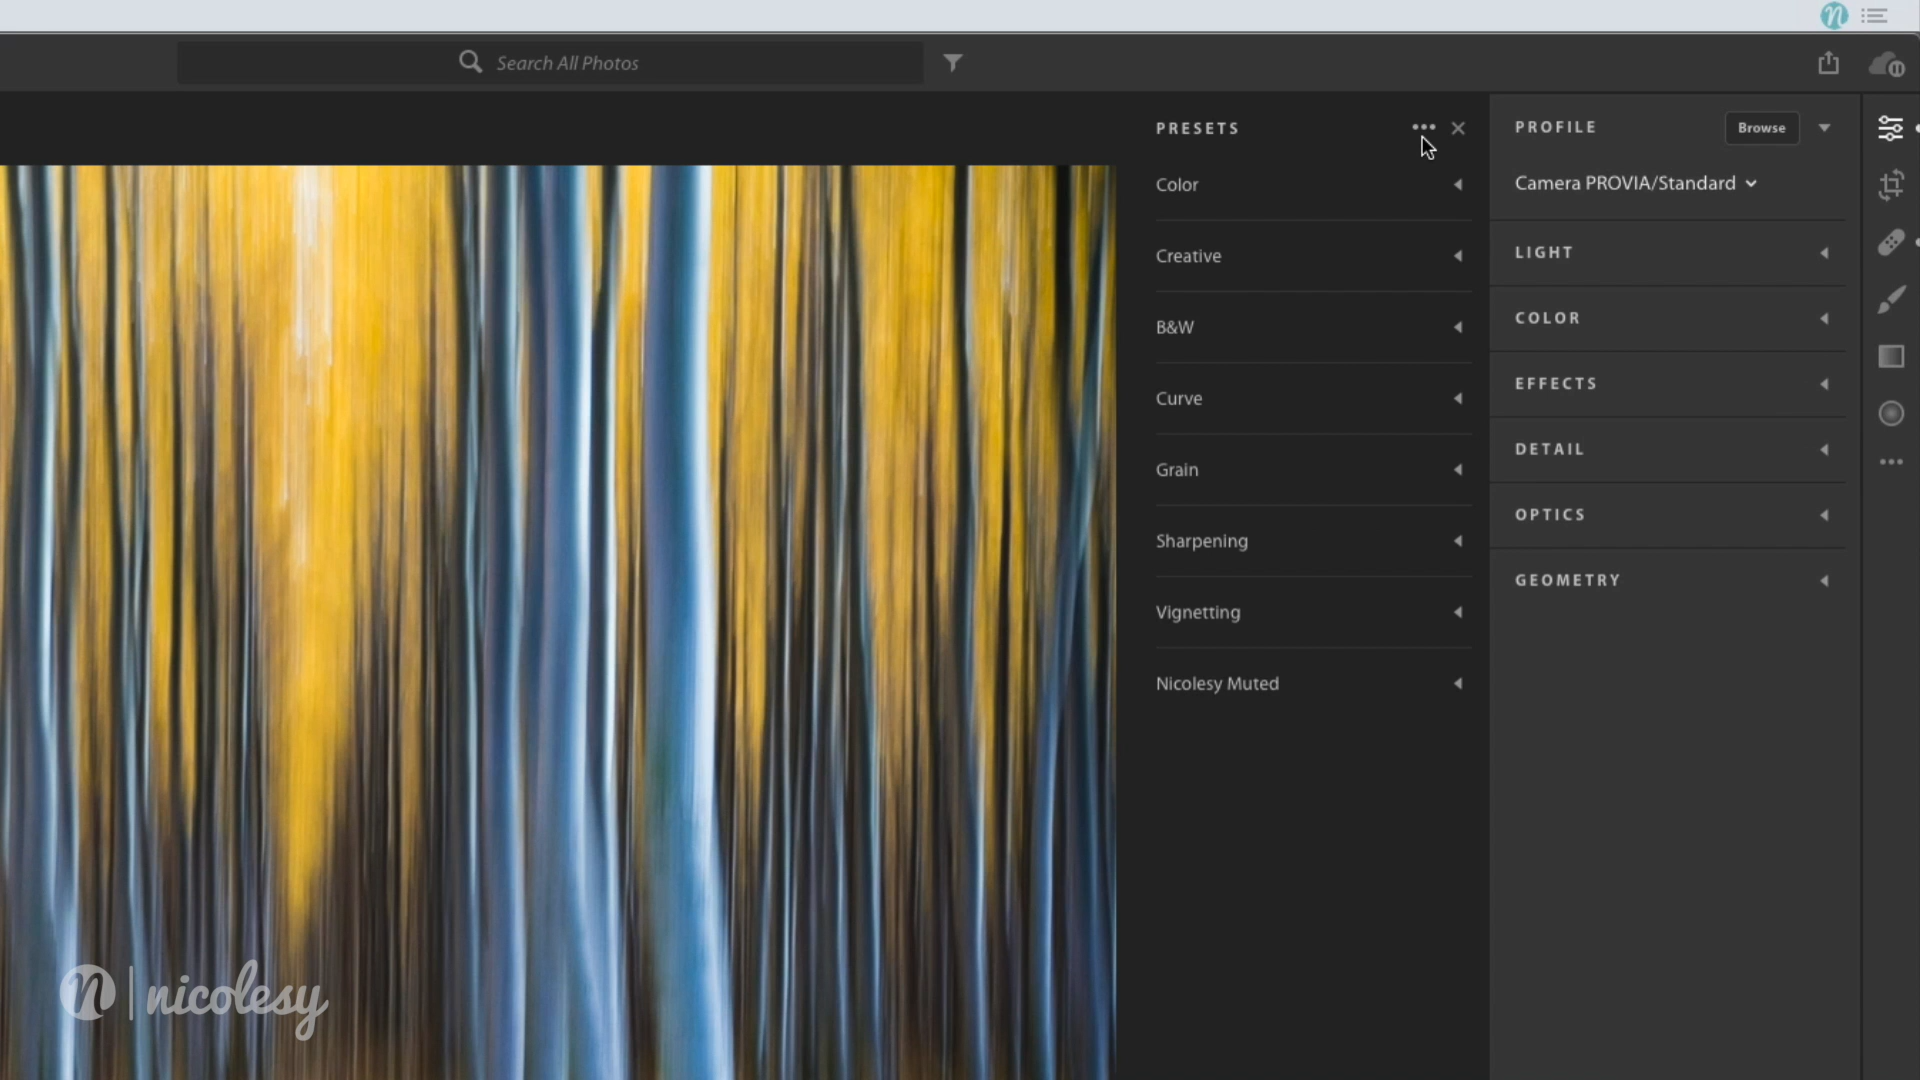 Search All Photos
PRESETS
Color
Creative
B&W
Curve
Grain
Sharpening
Vignetting
Nicolesy Muted
PROFILE
Browse
Camera PROVIA/Standard
LIGHT
COLOR
EFFECTS
DETAIL
OPTICS
GEOMETRY
n | nicolesy
n